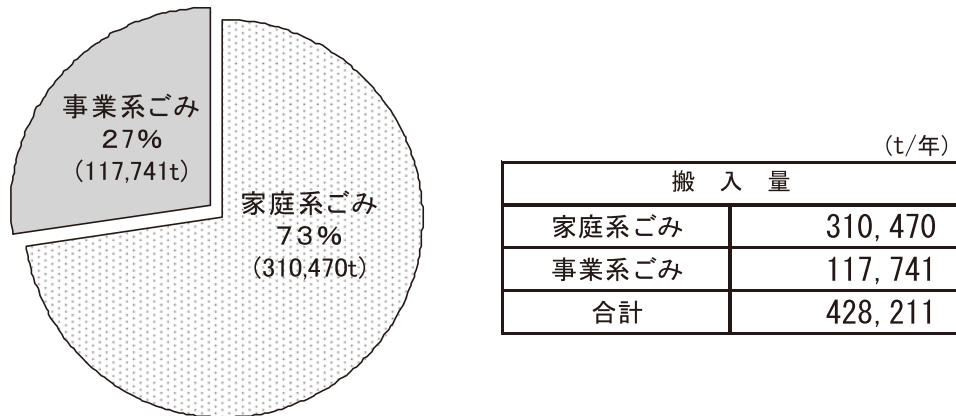 事業系ごみ
27%
(117,741t)
家庭系ごみ
73%
(310,470t)
(t/年)
搬 入 量
家庭系ごみ 310,470
事業系ごみ 117,741
合計 428,211